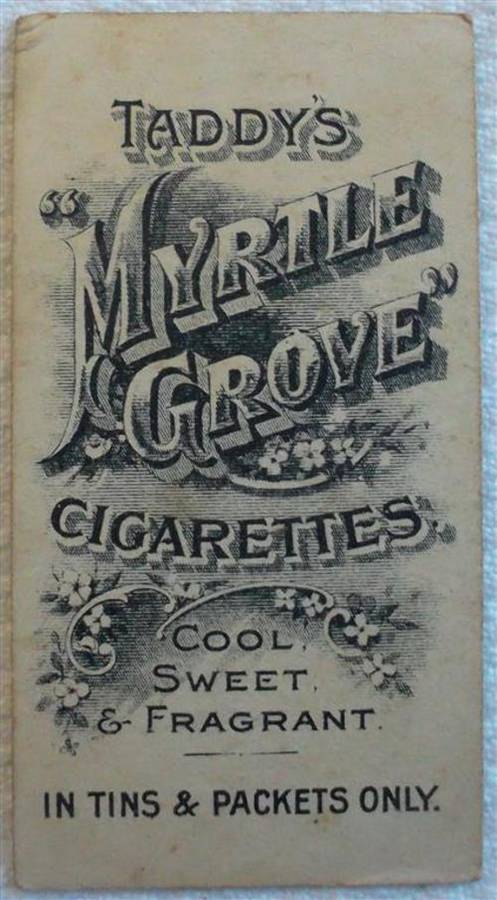 TADDY'S
"MYRTLE
GROVE"
CIGARETTES.
COOL,
SWEET,
& FRAGRANT.
IN TINS & PACKETS ONLY.